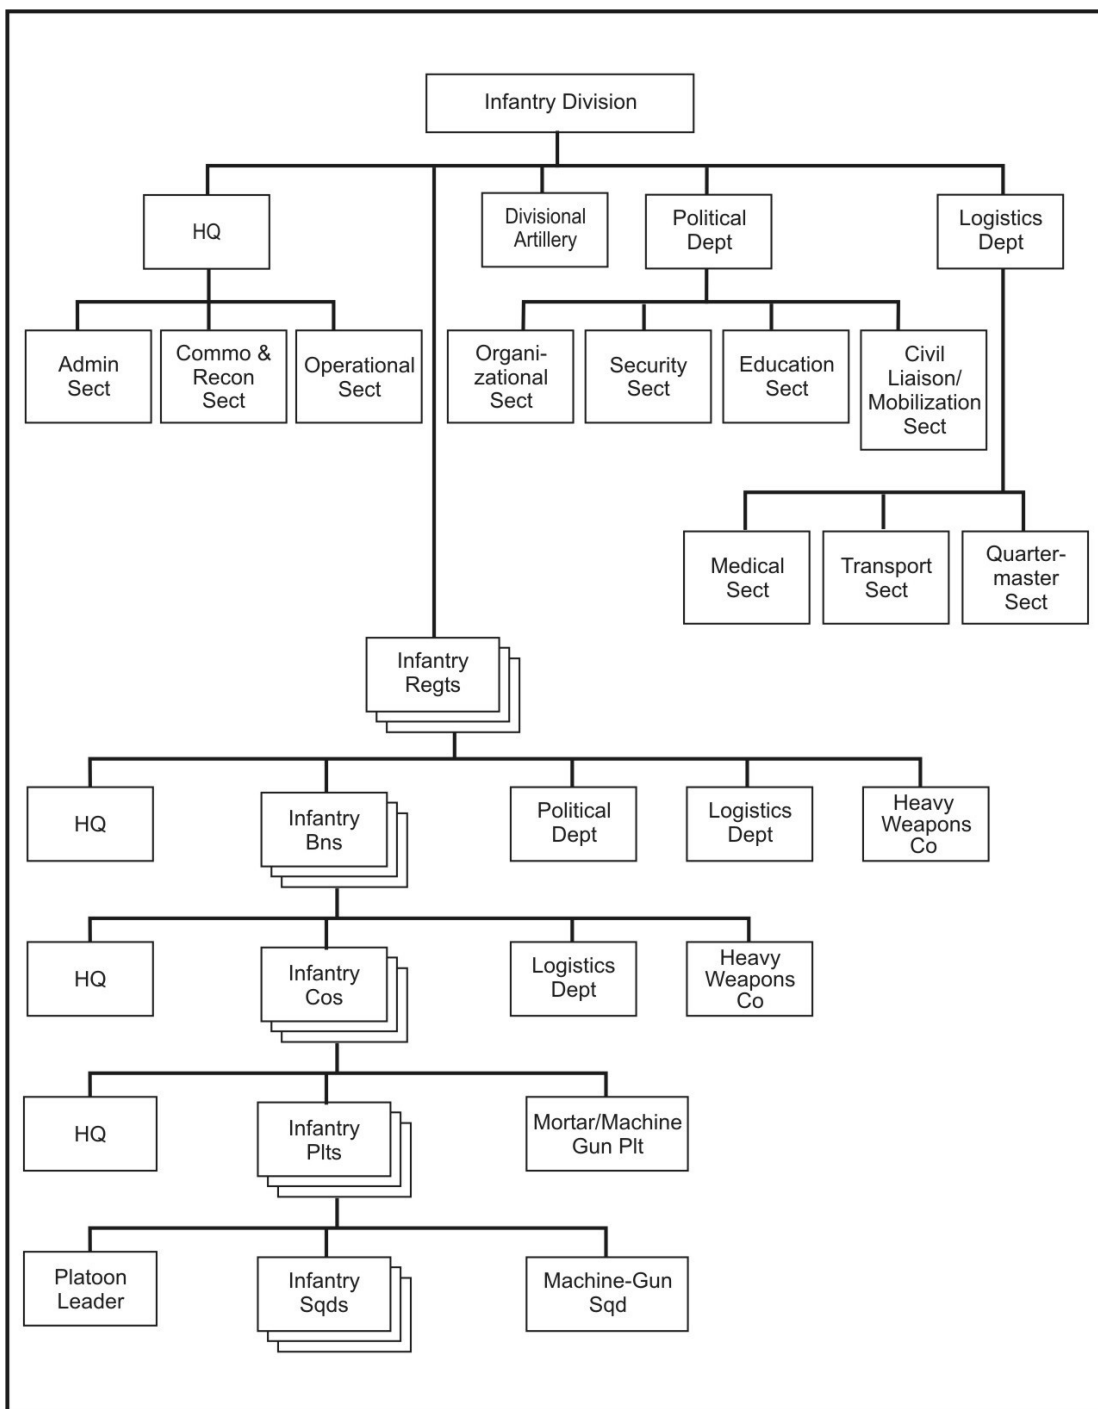 Infantry Division
HQ
Divisional
Artillery
Political
Dept
Logistics
Dept
Admin
Sect
Commo &
Recon
Sect
Operational
Sect
Organi-
zational
Sect
Security
Sect
Education
Sect
Civil
Liaison/
Mobilization
Sect
Medical
Sect
Transport
Sect
Quarter-
master
Sect
Infantry
Regts
HQ
Infantry
Bns
Political
Dept
Logistics
Dept
Heavy
Weapons
Co
HQ
Infantry
Cos
Logistics
Dept
Heavy
Weapons
Co
HQ
Infantry
Plts
Mortar/Machine
Gun Plt
Platoon
Leader
Infantry
Sqds
Machine-Gun
Sqd